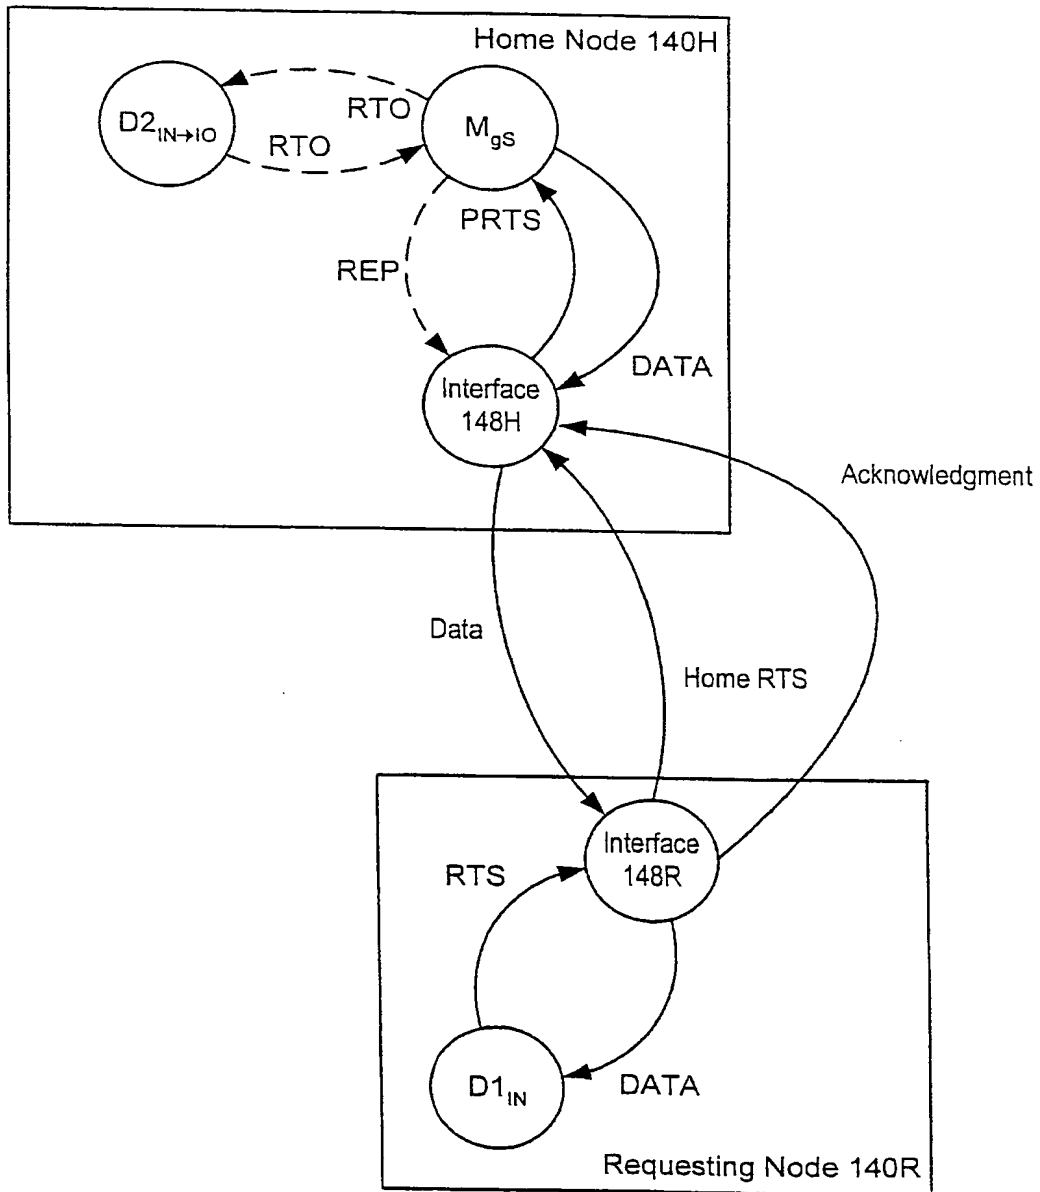 Home Node 140H
RTO
D2IN→IO
MgS
RTO
PRTS
REP
DATA
Interface
148H
Acknowledgment
Data
Home RTS
Interface
148R
RTS
D1IN
DATA
Requesting Node 140R